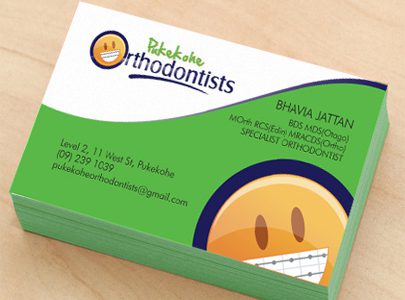 Pukekohe
Orthodontists
BHAVIA JATTAN
BDS MDS(Otago)
MOrth RCS(Edin) MRACDS(Ortho)
SPECIALIST ORTHODONTIST
Level 2, 11 West St, Pukekohe
(09) 239 1039
pukekoheorthodontists@gmail.com